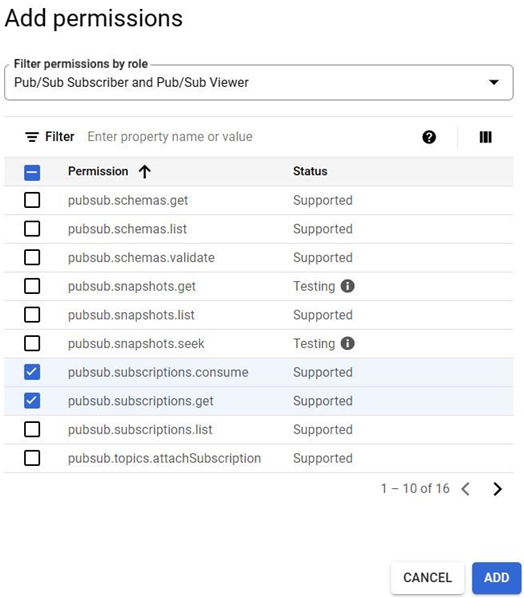 Add permissions
Filter permissions by role
Pub/Sub Subscriber and Pub/Sub Viewer
Filter Enter property name or value
Permission Status
pubsub.schemas.get Supported
pubsub.schemas.list Supported
pubsub.schemas.validate Supported
pubsub.snapshots.get Testing
pubsub.snapshots.list Supported
pubsub.snapshots.seek Testing
pubsub.subscriptions.consume Supported
pubsub.subscriptions.get Supported
pubsub.subscriptions.list Supported
pubsub.topics.attachSubscription Supported
1 – 10 of 16
CANCEL ADD